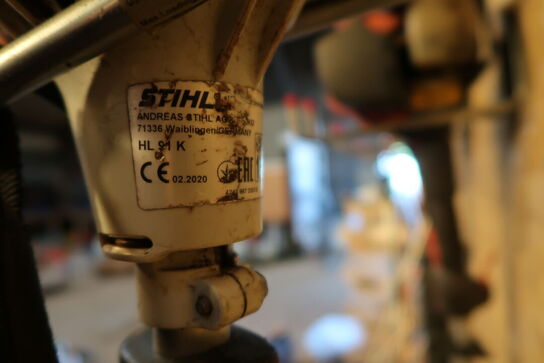 STIHL
ANDREAS STIHL AG
71336 Waiblingen/GERMANY
HL 91 K
CE 02.2020 EAC